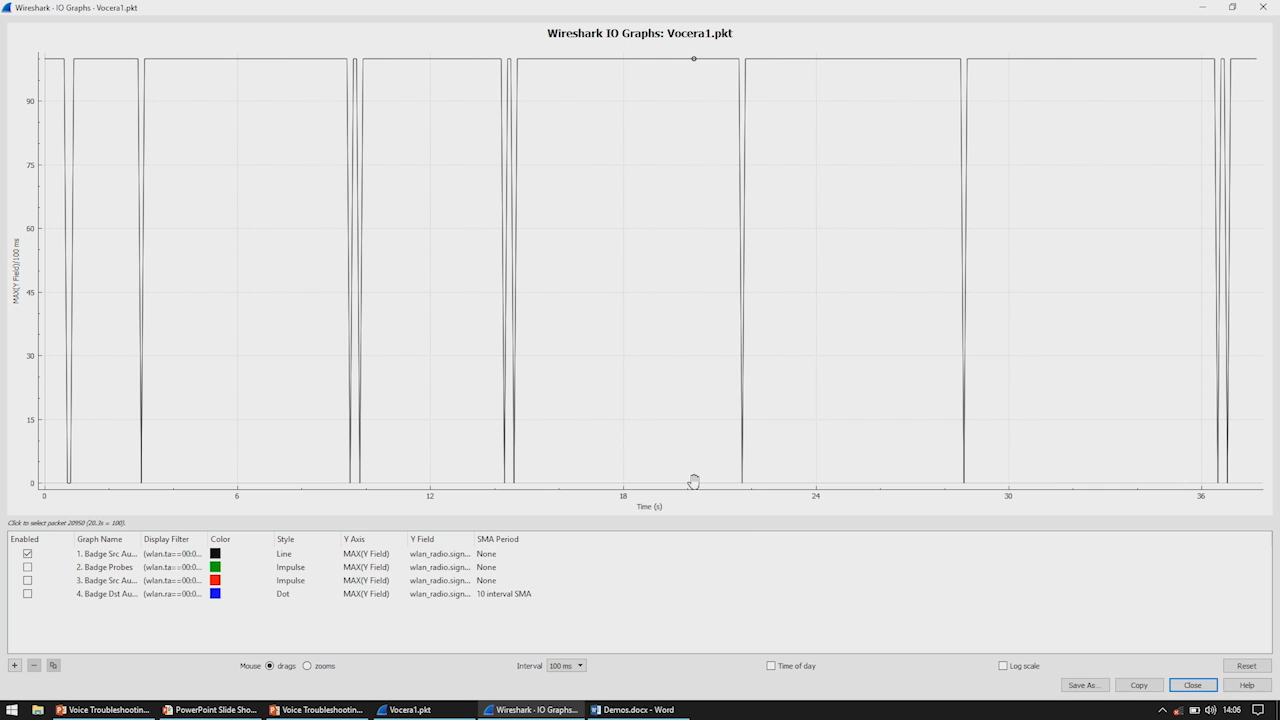 Wireshark · IO Graphs · Vocera1.pkt
Wireshark IO Graphs: Vocera1.pkt
MAX(Y Field)/100 ms
90
75
60
45
30
15
0
0 6 12 18 24 30 36
Time (s)
Click to select packet 20950 (20.3s = 100).
Enabled Graph Name Display Filter Color Style Y Axis Y Field SMA Period
1. Badge Src Au... (wlan.ta==00:0... Line MAX(Y Field) wlan_radio.sign... None
2. Badge Probes (wlan.ta==00:0... Impulse MAX(Y Field) wlan_radio.sign... None
3. Badge Src Au... (wlan.ta==00:0... Impulse MAX(Y Field) wlan_radio.sign... None
4. Badge Dst Au... (wlan.ra==00:0... Dot MAX(Y Field) wlan_radio.sign... 10 interval SMA
+ − Mouse drags zooms Interval 100 ms Time of day Log scale Reset
Save As... Copy Close Help
Voice Troubleshootin... PowerPoint Slide Sho... Voice Troubleshootin... Vocera1.pkt Wireshark · IO Graphs... Demos.docx - Word 14:06